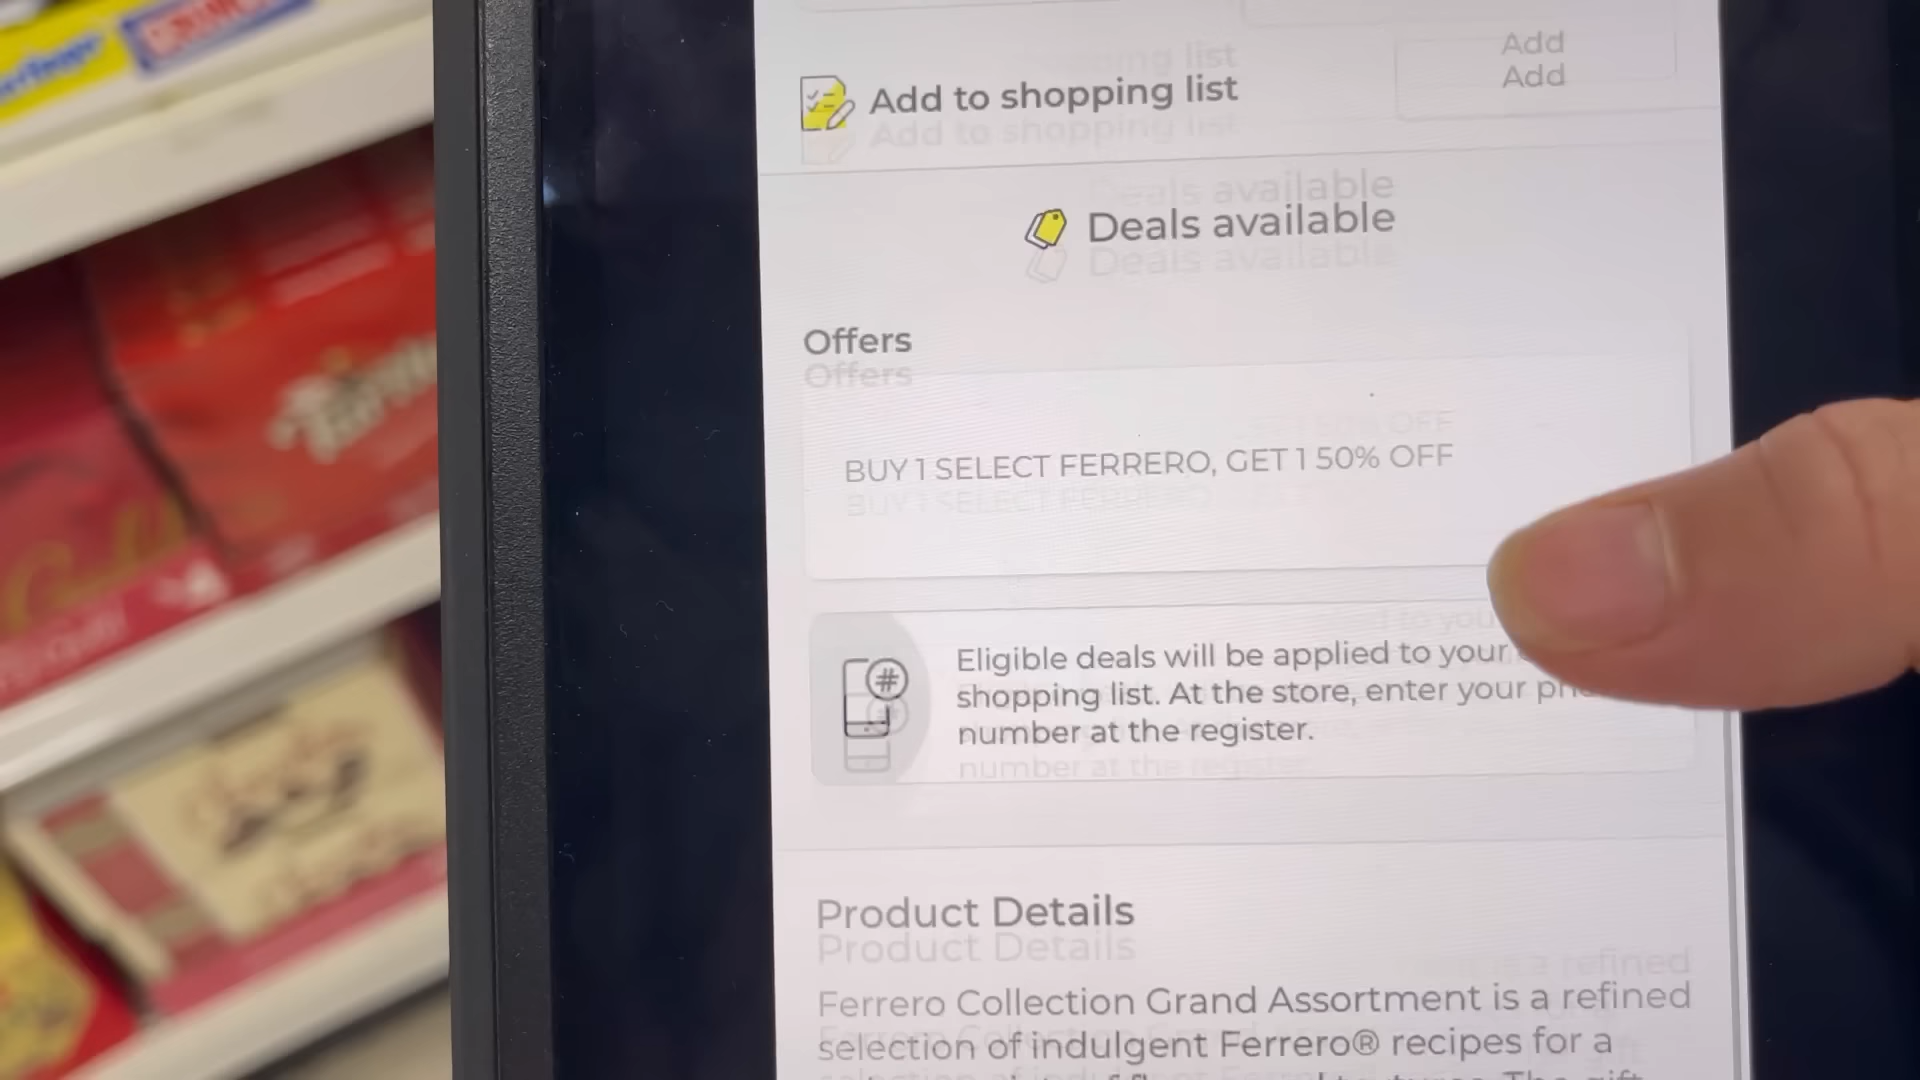 Add
Add to shopping list
Add
Deals available
Offers
BUY 1 SELECT FERRERO, GET 1 50% OFF
Eligible deals will be applied to your
shopping list. At the store, enter your
number at the register.
Product Details
Ferrero Collection Grand Assortment is a refined
selection of indulgent Ferrero® recipes for a